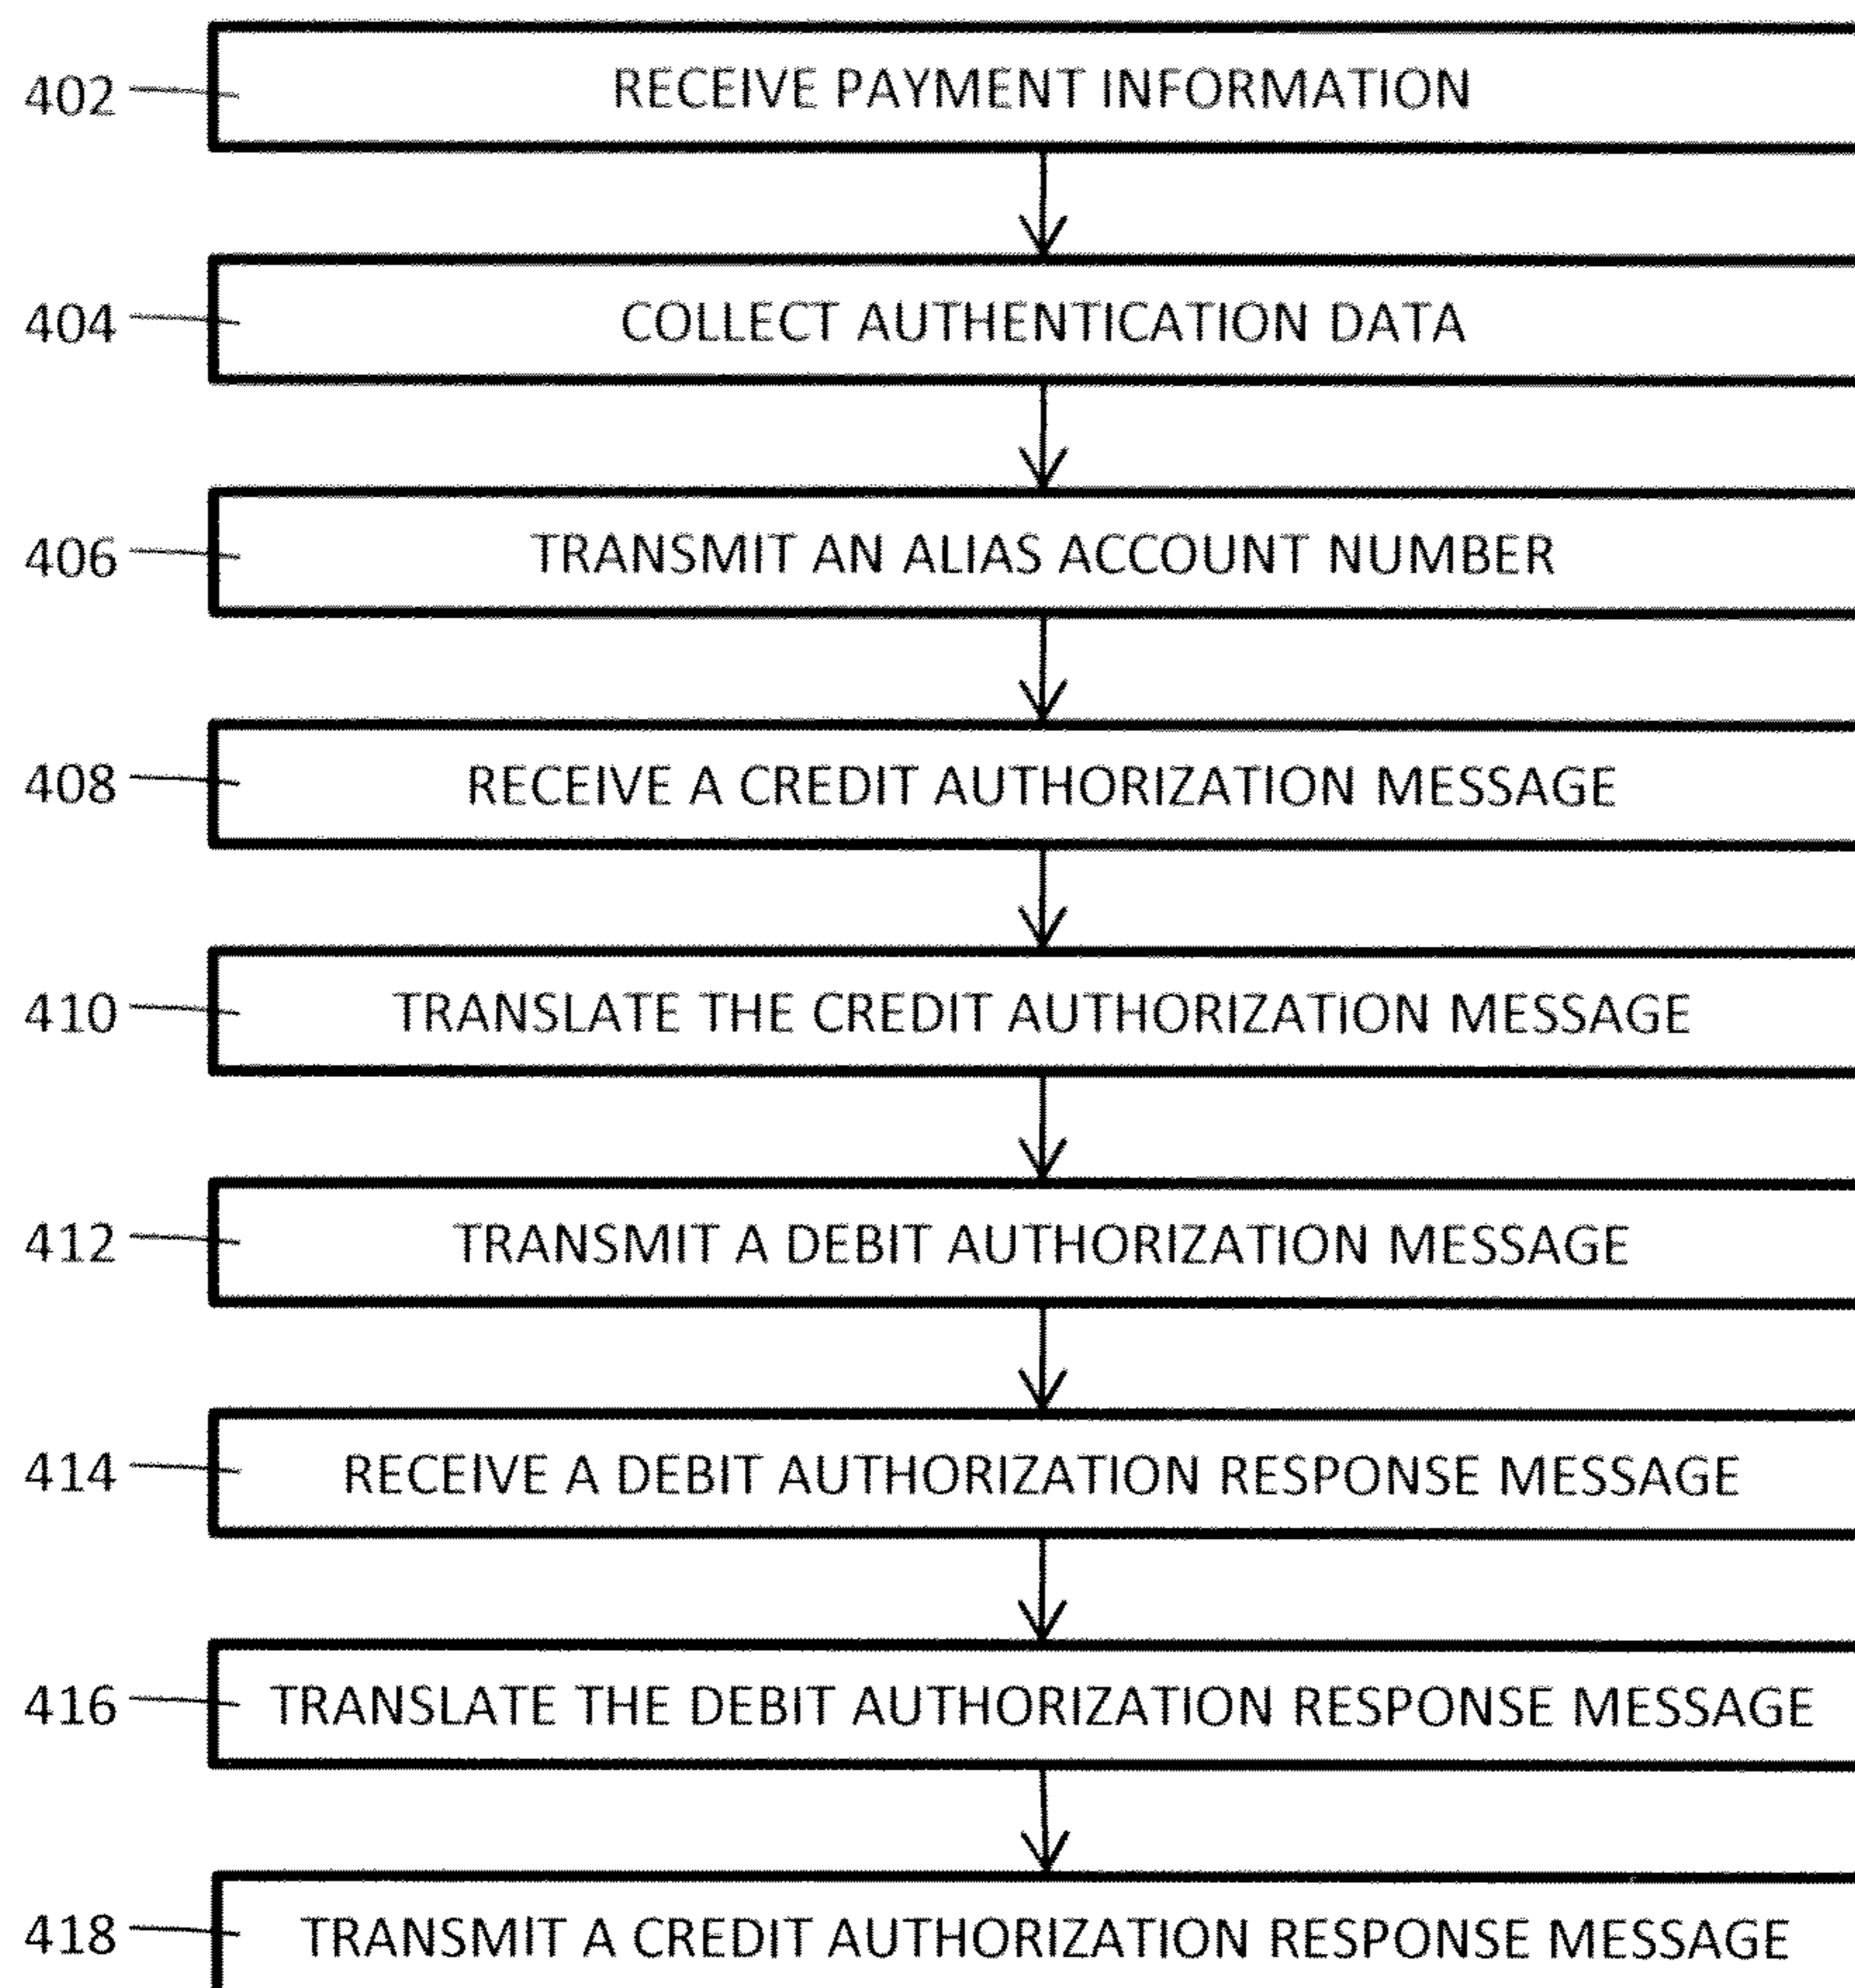 402 RECEIVE PAYMENT INFORMATION
404 COLLECT AUTHENTICATION DATA
406 TRANSMIT AN ALIAS ACCOUNT NUMBER
408 RECEIVE A CREDIT AUTHORIZATION MESSAGE
410 TRANSLATE THE CREDIT AUTHORIZATION MESSAGE
412 TRANSMIT A DEBIT AUTHORIZATION MESSAGE
414 RECEIVE A DEBIT AUTHORIZATION RESPONSE MESSAGE
416 TRANSLATE THE DEBIT AUTHORIZATION RESPONSE MESSAGE
418 TRANSMIT A CREDIT AUTHORIZATION RESPONSE MESSAGE